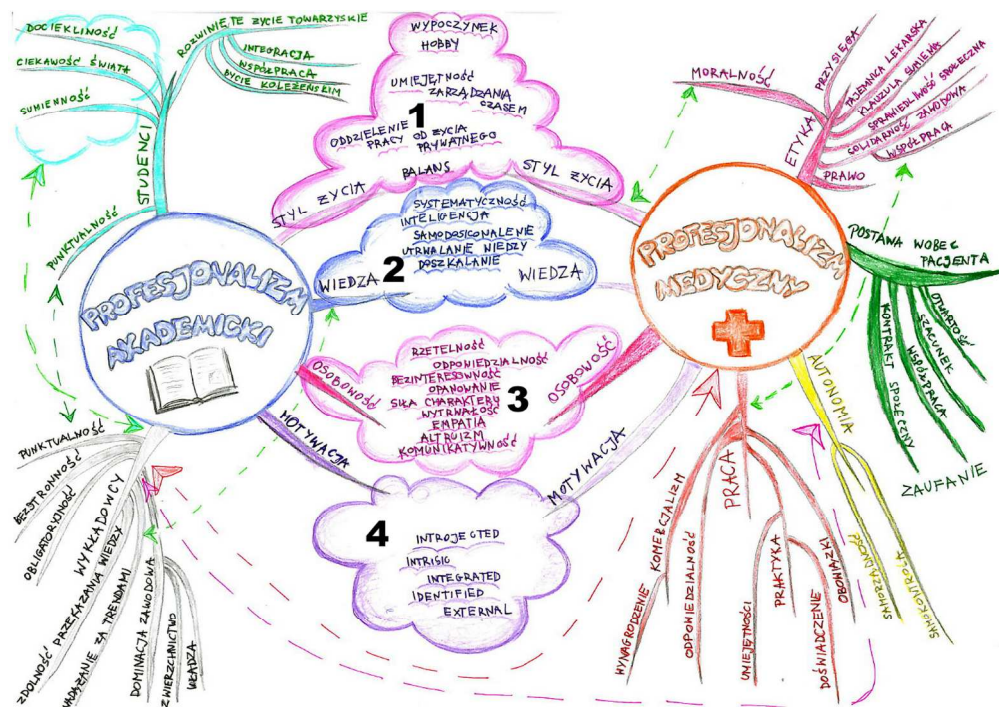 DOCIEKLIWOŚĆ
CIEKAWOŚĆ ŚWIATA
SUMIENNOŚĆ
ROZWINIĘTE ŻYCIE TOWARZYSKIE
INTEGRACJA
WSPÓŁPRACA
BYCIE KOLEŻEŃSKIM
STUDENCI
PUNKTUALNOŚĆ
PROFESJONALIZM
AKADEMICKI
WYPOCZYNEK
HOBBY
UMIEJĘTNOŚĆ
ZARZĄDZANIA
CZASEM
1
ODDZIELENIE
PRACY OD ŻYCIA
PRYWATNEGO
BALANS
STYL ŻYCIA
STYL ŻYCIA
SYSTEMATYCZNOŚĆ
INTELIGENCJA
SAMODOSKONALENIE
UTRWALANIE WIEDZY
DOSZKALANIE
WIEDZA
2
WIEDZA
RZETELNOŚĆ
ODPOWIEDZIALNOŚĆ
BEZINTERESOWNOŚĆ
OPANOWANIE
SIŁA CHARAKTERU
WYTRWAŁOŚĆ
EMPATIA
ALTRUIZM
KOMUNIKATYWNOŚĆ
3
OSOBOWOŚĆ
OSOBOWOŚĆ
MOTYWACJA
MOTYWACJA
4
INTROJECTED
INTRISIC
INTEGRATED
IDENTIFIED
EXTERNAL
PROFESJONALIZM
MEDYCZNY
MORALNOŚĆ
ETYKA
PRZYSIĘGA
TAJEMNICA LEKARSKA
KLAUZULA SUMIENIA
SPRAWIEDLIWOŚĆ SPOŁECZNA
SOLIDARNOŚĆ ZAWODOWA
WSPÓŁPRACA
PRAWO
POSTAWA WOBEC
PACJENTA
OTWARTOŚĆ
SZACUNEK
WSPÓŁPRACA
KONTRAKT SPOŁECZNY
ZAUFANIE
AUTONOMIA
SAMORZĄDNOŚĆ
SAMOKONTROLA
PRACA
KOMERCJALIZM
WYNAGRODZENIE
ODPOWIEDZIALNOŚĆ
PRAKTYKA
UMIEJĘTNOŚCI
DOŚWIADCZENIE
OBOWIĄZKI
WYKŁADOWCY
PUNKTUALNOŚĆ
BEZSTRONNOŚĆ
OBLIGATORYJNOŚĆ
ZDOLNOŚĆ PRZEKAZANIA WIEDZY
NADĄŻANIE ZA TRENDAMI
DOMINACJA ZAWODOWA
ZWIERZCHNICTWO
WŁADZA